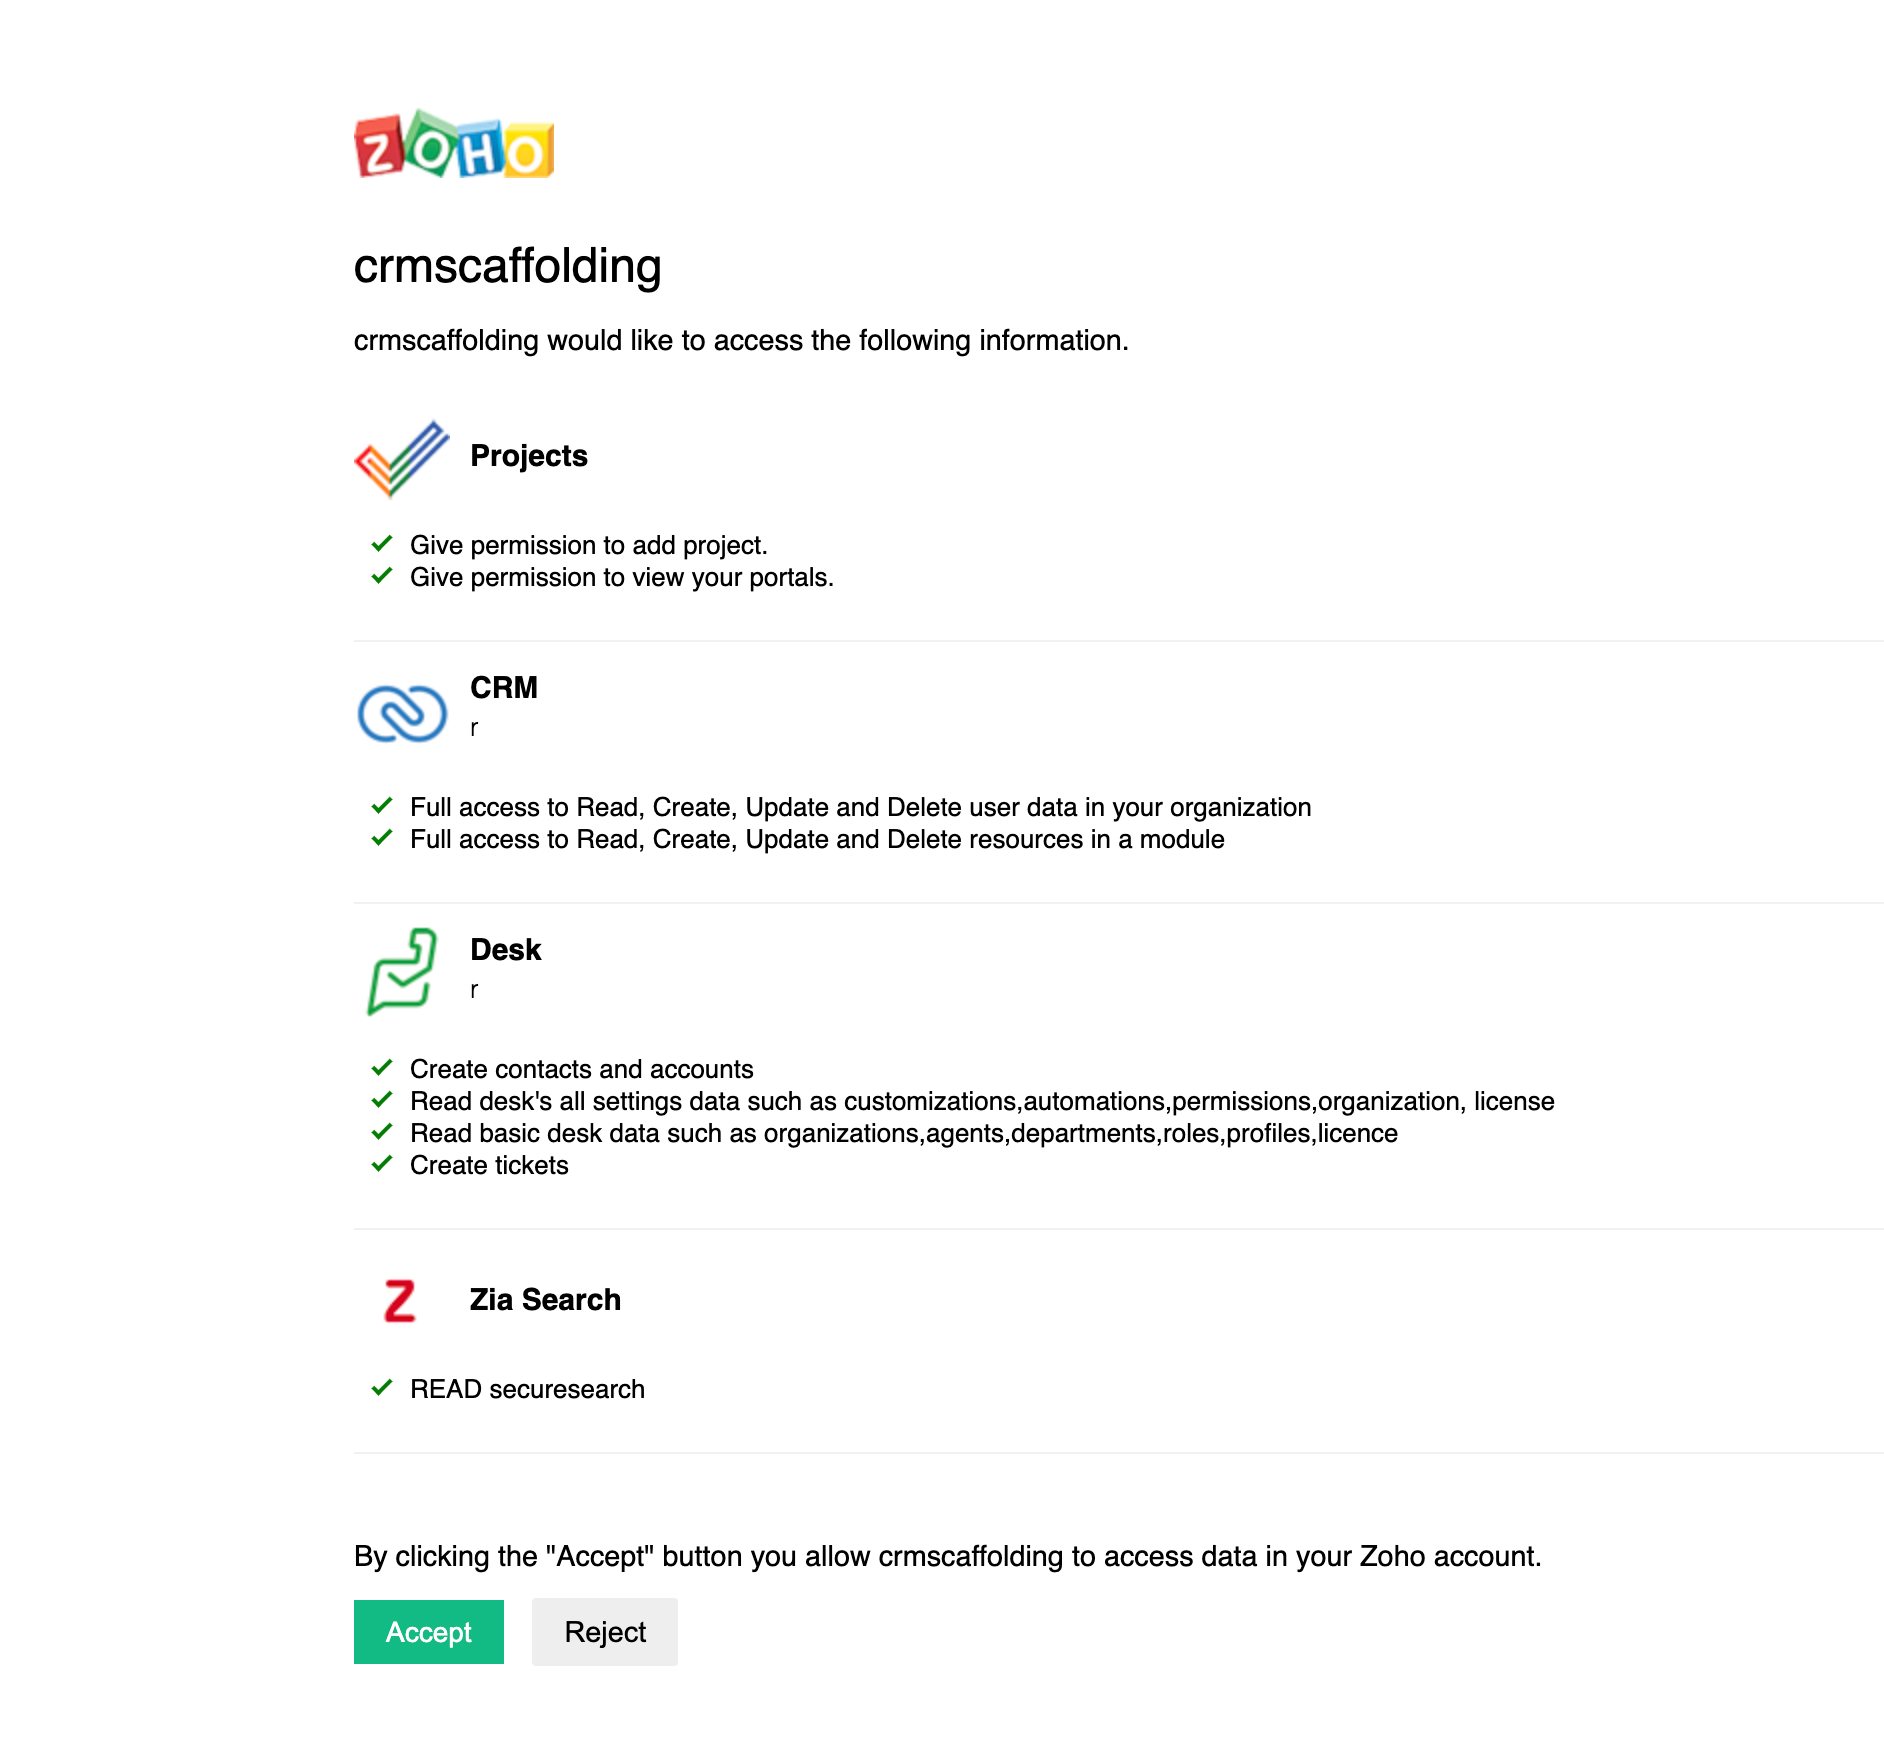 ZOHO
crmscaffolding
crmscaffolding would like to access the following information.
Projects
Give permission to add project.
Give permission to view your portals.
CRM
r
Full access to Read, Create, Update and Delete user data in your organization
Full access to Read, Create, Update and Delete resources in a module
Desk
r
Create contacts and accounts
Read desk's all settings data such as customizations,automations,permissions,organization, license
Read basic desk data such as organizations,agents,departments,roles,profiles,licence
Create tickets
Z Zia Search
READ securesearch
By clicking the "Accept" button you allow crmscaffolding to access data in your Zoho account.
Accept Reject